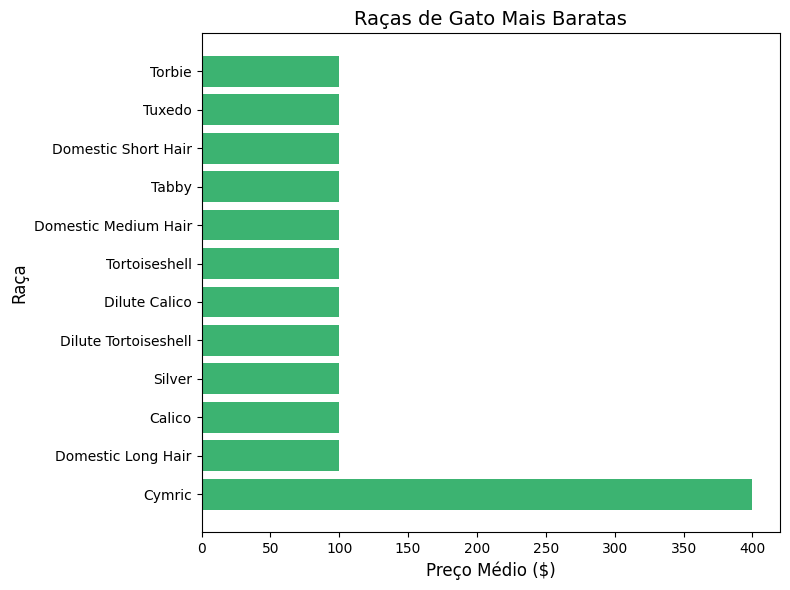 Raças de Gato Mais Baratas
Torbie
Tuxedo
Domestic Short Hair
Tabby
Domestic Medium Hair
Tortoiseshell
Dilute Calico
Dilute Tortoiseshell
Silver
Calico
Domestic Long Hair
Cymric
Raça
0 50 100 150 200 250 300 350 400
Preço Médio ($)